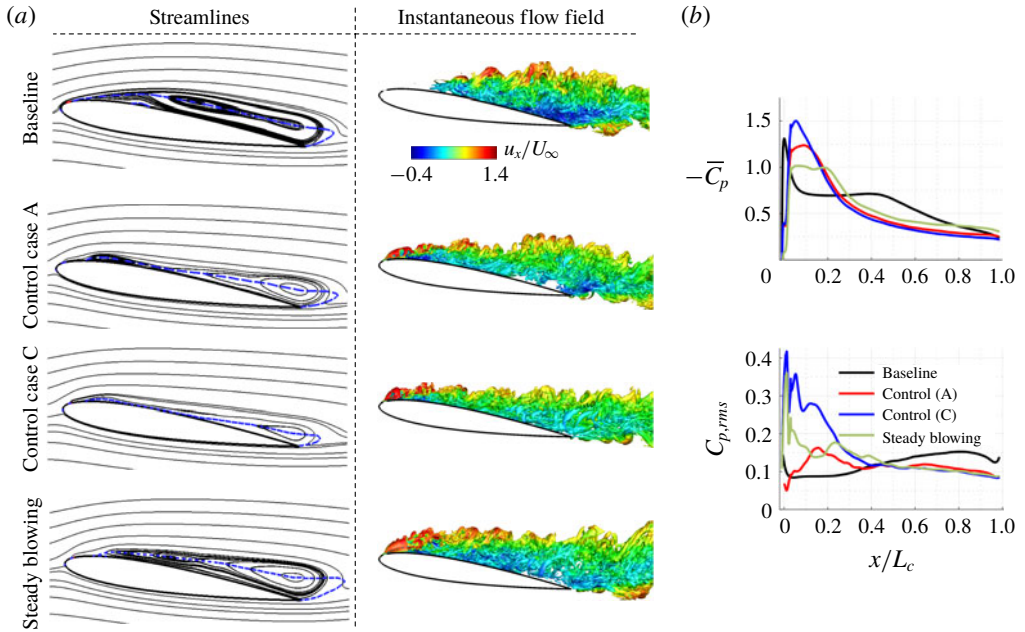 (a)
Streamlines
Instantaneous flow field
Baseline
u_x/U_∞
−0.4
1.4
Control case A
Control case C
Steady blowing
(b)
−C̅_p
1.5
1.0
0.5
0
0
0.2
0.4
0.6
0.8
1.0
C_{p,rms}
0.4
0.3
0.2
0.1
0
Baseline
Control (A)
Control (C)
Steady blowing
0
0.2
0.4
0.6
0.8
1.0
x/L_c